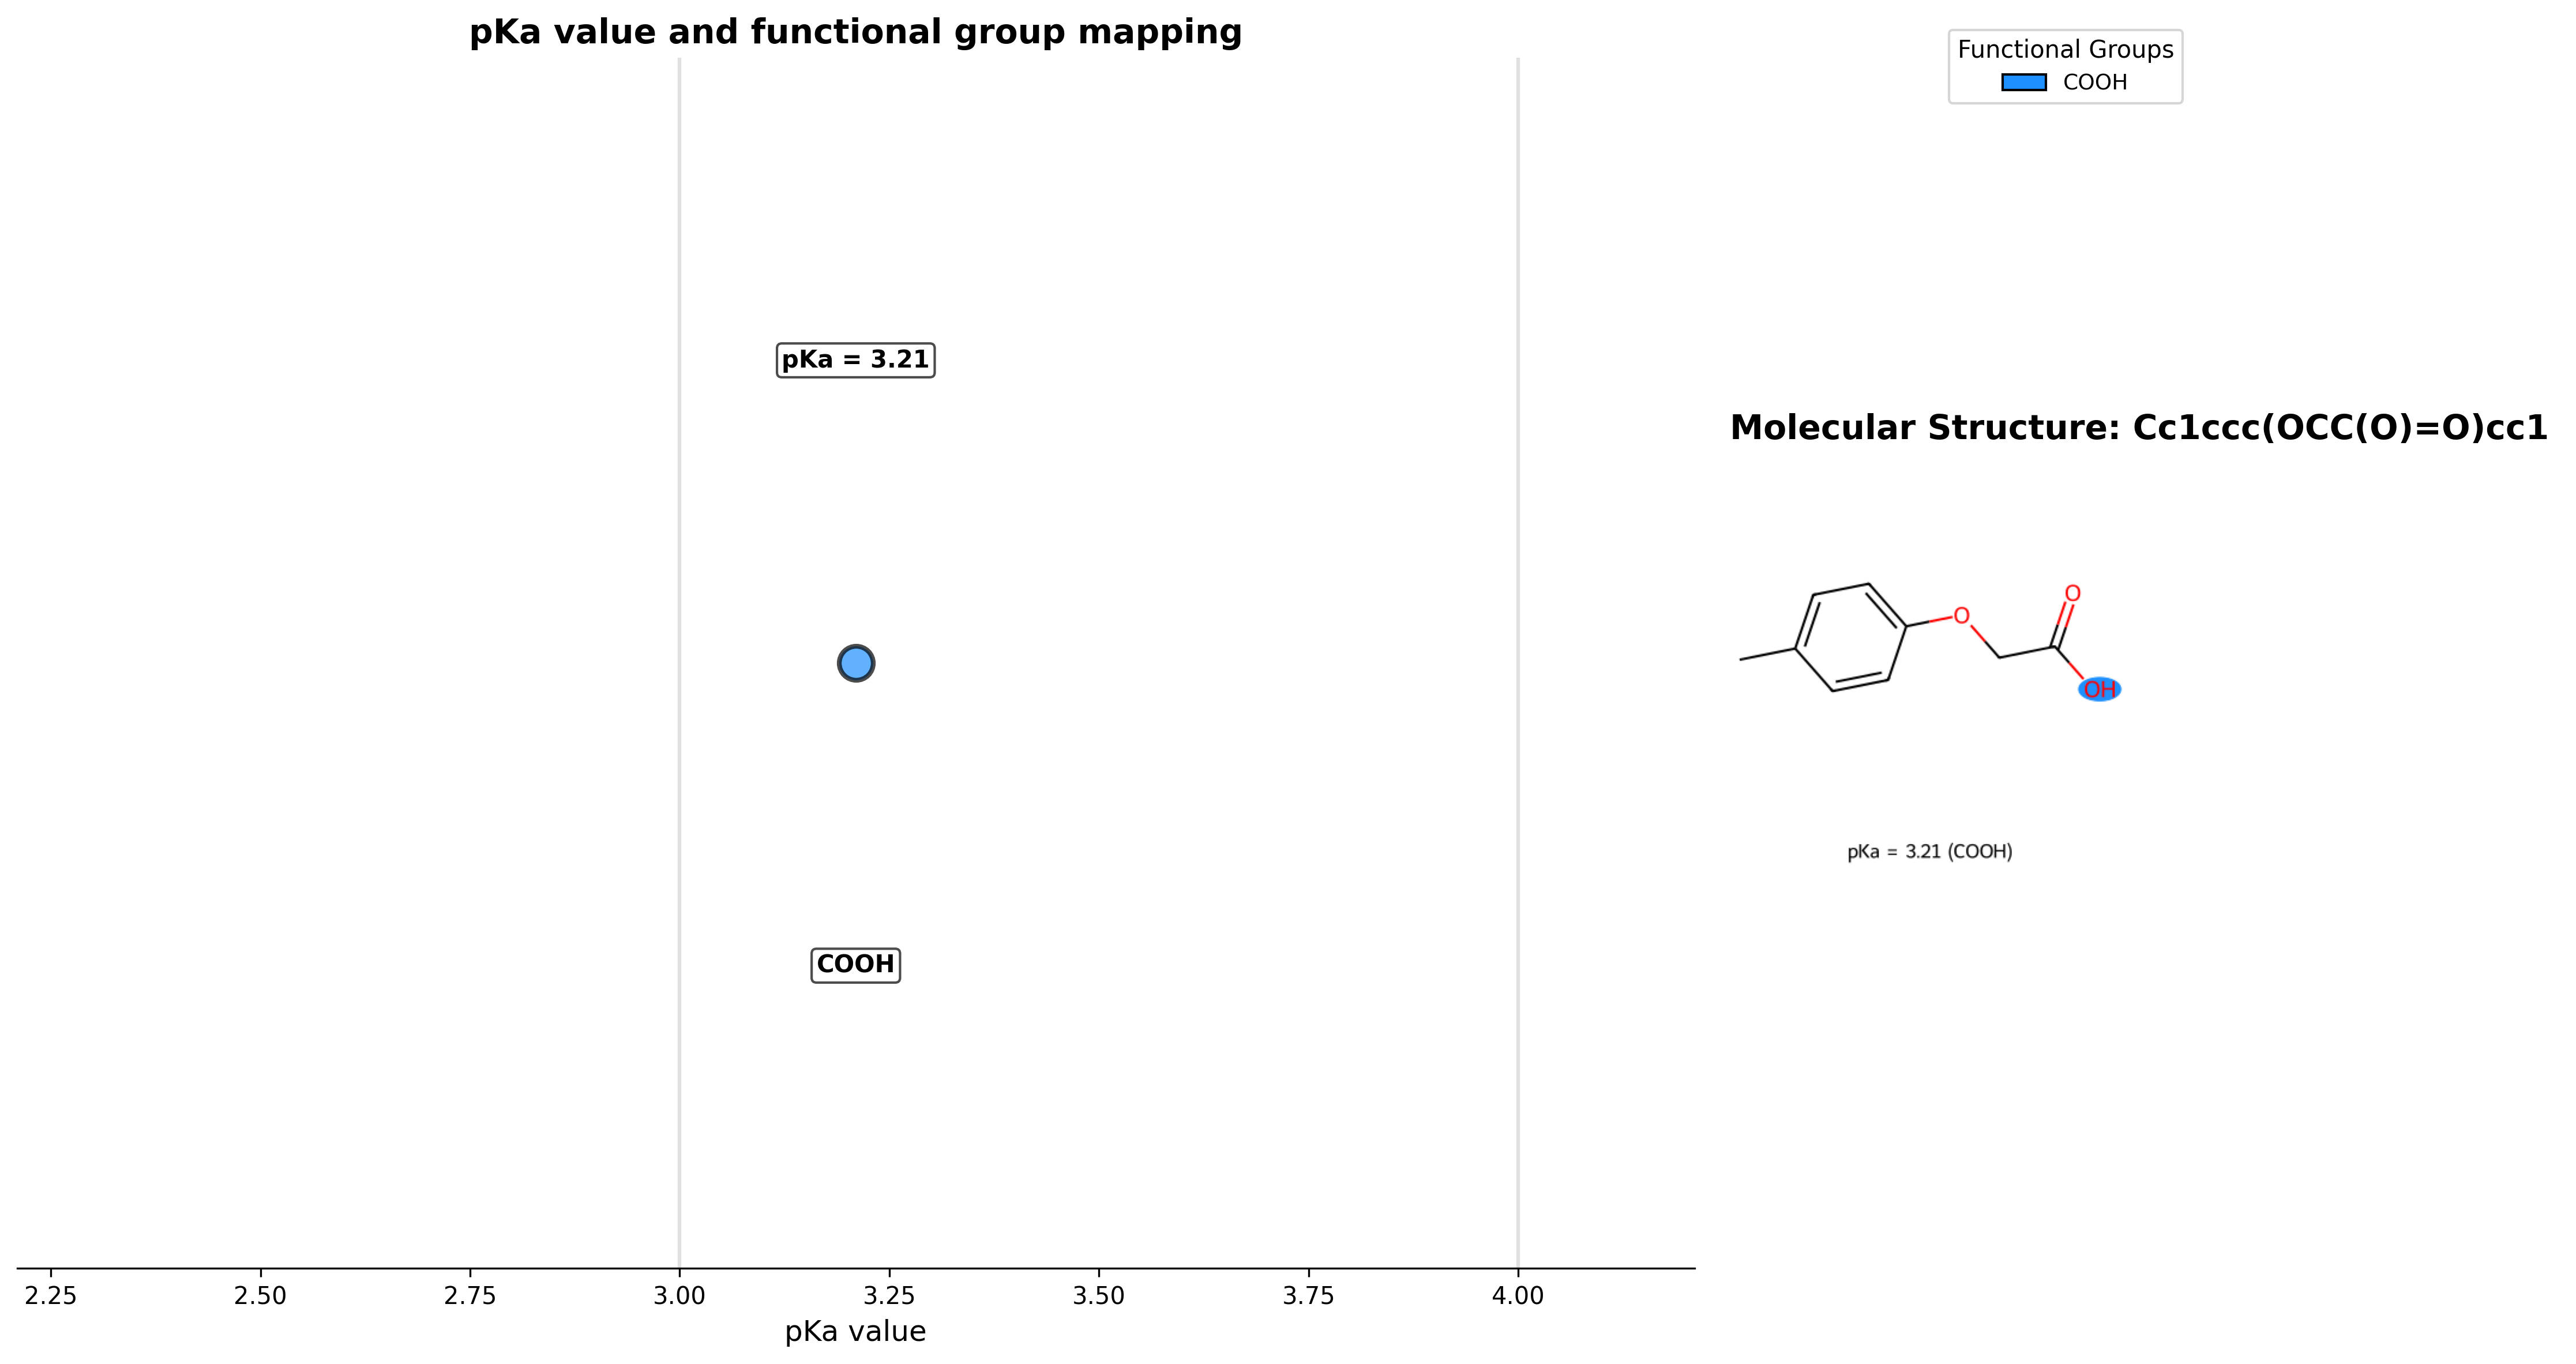 pKa value and functional group mapping
Functional Groups
COOH
pKa = 3.21
COOH
2.25 2.50 2.75 3.00 3.25 3.50 3.75 4.00
pKa value
Molecular Structure: Cc1ccc(OCC(O)=O)cc1
O
O
OH
pKa = 3.21 (COOH)